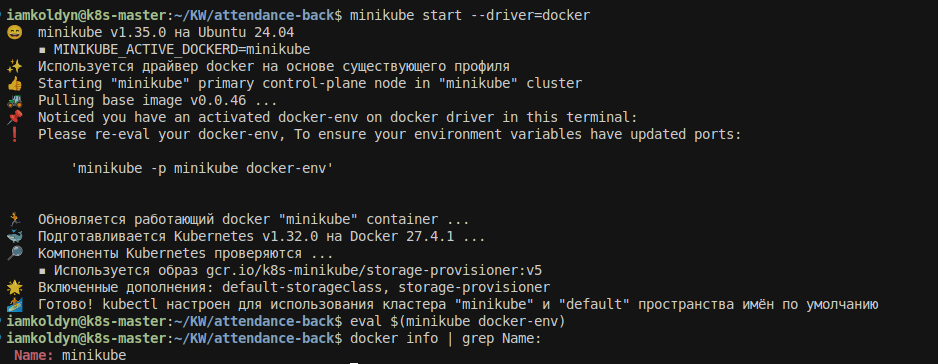 iamkoldyn@k8s-master:~/KW/attendance-back$ minikube start --driver=docker
minikube v1.35.0 на Ubuntu 24.04
▪ MINIKUBE_ACTIVE_DOCKERD=minikube
Используется драйвер docker на основе существующего профиля
Starting "minikube" primary control-plane node in "minikube" cluster
Pulling base image v0.0.46 ...
Noticed you have an activated docker-env on docker driver in this terminal:
Please re-eval your docker-env, To ensure your environment variables have updated ports:
'minikube -p minikube docker-env'
Обновляется работающий docker "minikube" container ...
Подготавливается Kubernetes v1.32.0 на Docker 27.4.1 ...
Компоненты Kubernetes проверяются ...
▪ Используется образ gcr.io/k8s-minikube/storage-provisioner:v5
Включенные дополнения: default-storageclass, storage-provisioner
Готово! kubectl настроен для использования кластера "minikube" и "default" пространства имён по умолчанию
iamkoldyn@k8s-master:~/KW/attendance-back$ eval $(minikube docker-env)
iamkoldyn@k8s-master:~/KW/attendance-back$ docker info | grep Name:
Name: minikube